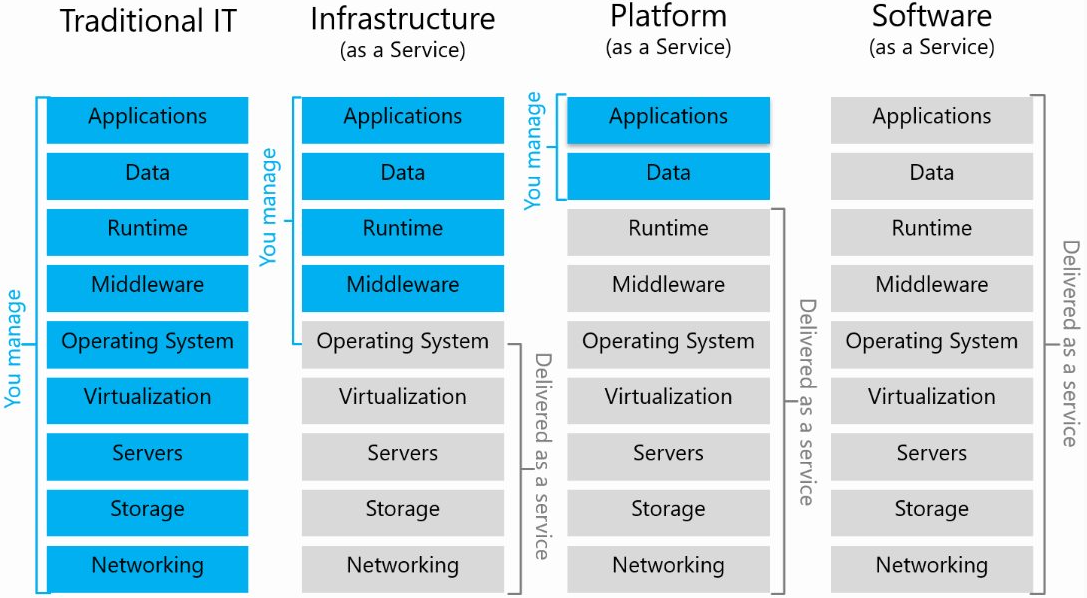 Traditional IT
You manage
Applications
Data
Runtime
Middleware
Operating System
Virtualization
Servers
Storage
Networking
Infrastructure
(as a Service)
You manage
Applications
Data
Runtime
Middleware
Operating System
Virtualization
Servers
Storage
Networking
Delivered as a service
Platform
(as a Service)
You manage
Applications
Data
Runtime
Middleware
Operating System
Virtualization
Servers
Storage
Networking
Delivered as a service
Software
(as a Service)
Applications
Data
Runtime
Middleware
Operating System
Virtualization
Servers
Storage
Networking
Delivered as a service